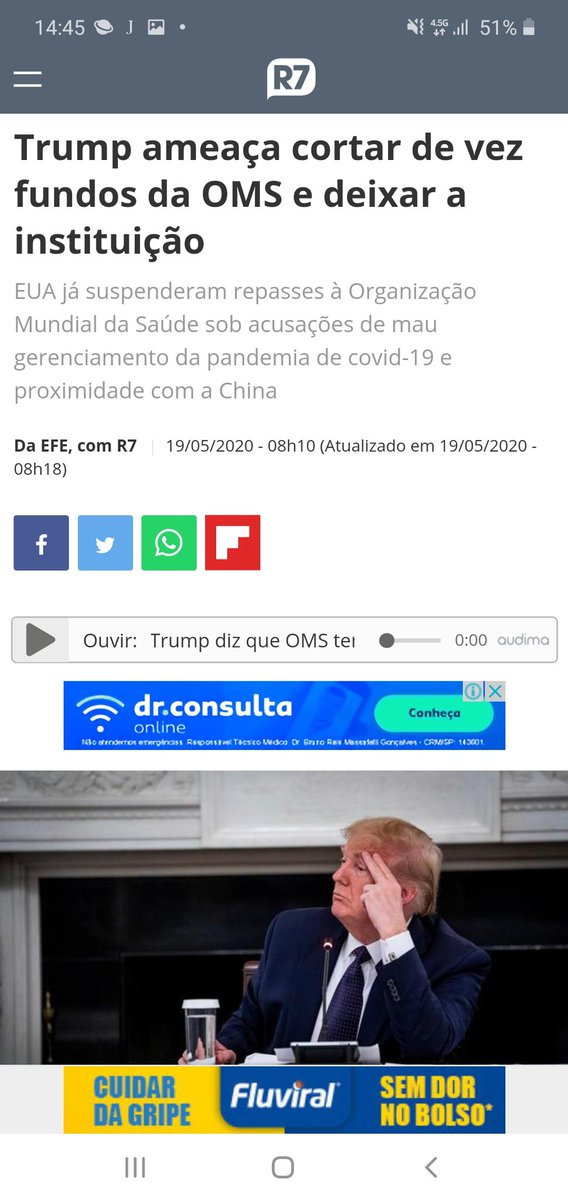 14:45 J 4.5G 51%
R7
Trump ameaça cortar de vez
fundos da OMS e deixar a
instituição
EUA já suspenderam repasses à Organização
Mundial da Saúde sob acusações de mau
gerenciamento da pandemia de covid-19 e
proximidade com a China
Da EFE, com R7 19/05/2020 - 08h10 (Atualizado em 19/05/2020 -
08h18)
Ouvir: Trump diz que OMS ter 0:00 audima
dr.consulta
online
Conheça
Não atendemos emergências. Responsável Técnico Médico: Dr. Bruno Reis Massafelli Gonçalves - CRM/SP: 143601
CUIDAR
DA GRIPE
Fluviral
SEM DOR
NO BOLSO*